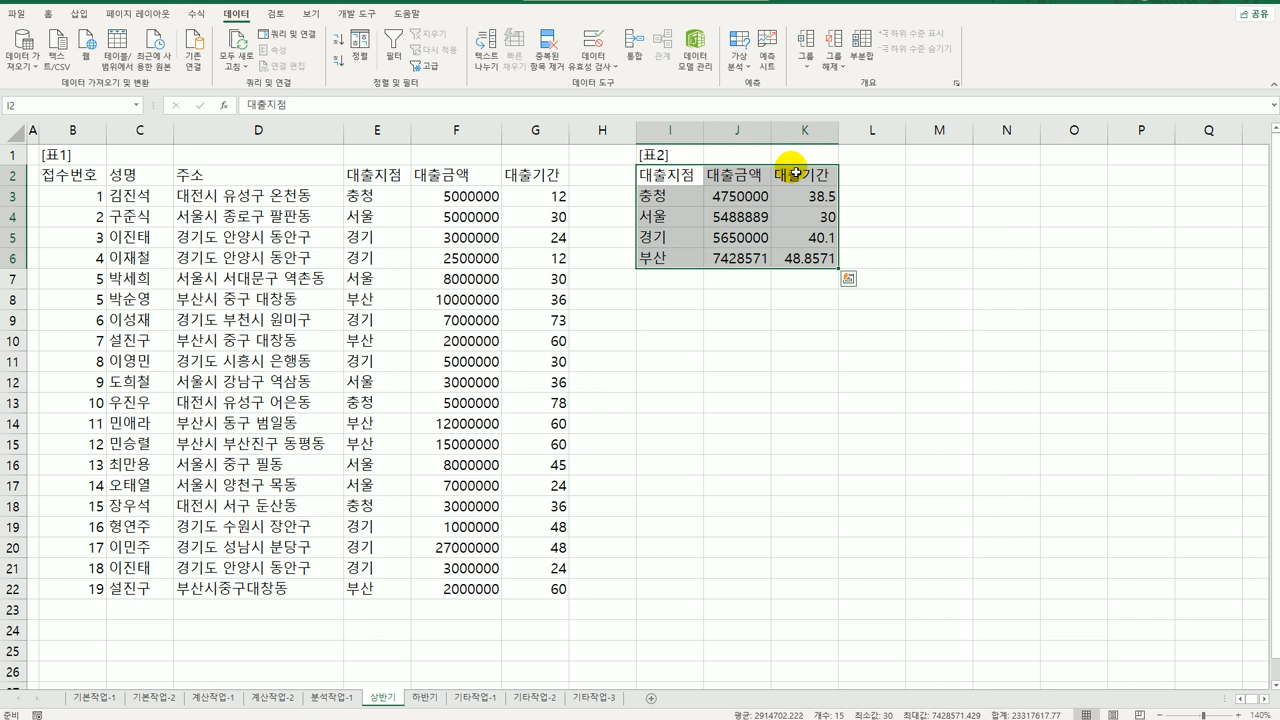 파일 홈 삽입 페이지 레이아웃 수식 데이터 검토 보기 개발 도구 도움말 공유
데이터 가져오기 텍스트/CSV 웹 테이블/범위에서 최근에 사용한 원본 기존 연결 모두 새로 고침 쿼리 및 연결 속성 연결 편집 정렬 필터 지우기 다시 적용 고급 텍스트 나누기 빠른 채우기 중복된 항목 제거 데이터 유효성 검사 통합 관계 데이터 모델 관리 가상 분석 예측 시트 그룹 그룹 해제 부분합 하위 수준 표시 하위 수준 숨기기
데이터 가져오기 및 변환 쿼리 및 연결 정렬 및 필터 데이터 도구 예측 개요
I2 fx 대출지점
A B C D E F G H I J K L M N O P Q
1 [표1] [표2]
2 접수번호 성명 주소 대출지점 대출금액 대출기간 대출지점 대출금액 대출기간
3 1 김진석 대전시 유성구 온천동 충청 5000000 12 충청 4750000 38.5
4 2 구준식 서울시 종로구 팔판동 서울 5000000 30 서울 5488889 30
5 3 이진태 경기도 안양시 동안구 경기 3000000 24 경기 5650000 40.1
6 4 이재철 경기도 안양시 동안구 경기 2500000 12 부산 7428571 48.8571
7 5 박세희 서울시 서대문구 역촌동 서울 8000000 30
8 5 박순영 부산시 중구 대창동 부산 10000000 36
9 6 이성재 경기도 부천시 원미구 경기 7000000 73
10 7 설진구 부산시 중구 대창동 부산 2000000 60
11 8 이영민 경기도 시흥시 은행동 경기 5000000 30
12 9 도희철 서울시 강남구 역삼동 서울 3000000 36
13 10 우진우 대전시 유성구 어은동 충청 5000000 78
14 11 민애라 부산시 동구 범일동 부산 12000000 60
15 12 민승렬 부산시 부산진구 동평동 부산 15000000 60
16 13 최만용 서울시 중구 필동 서울 8000000 45
17 14 오태열 서울시 양천구 목동 서울 7000000 24
18 15 장우석 대전시 서구 둔산동 충청 3000000 36
19 16 형연주 경기도 수원시 장안구 경기 1000000 48
20 17 이민주 경기도 성남시 분당구 경기 27000000 48
21 18 이진태 경기도 안양시 동안구 경기 3000000 24
22 19 설진구 부산시중구대창동 부산 2000000 60
23
24
25
26
기본작업-1 기본작업-2 계산작업-1 계산작업-2 분석작업-1 상반기 하반기 기타작업-1 기타작업-2 기타작업-3
준비 평균: 2914702.222 개수: 15 최소값: 30 최대값: 7428571.429 합계: 23317617.77 140%